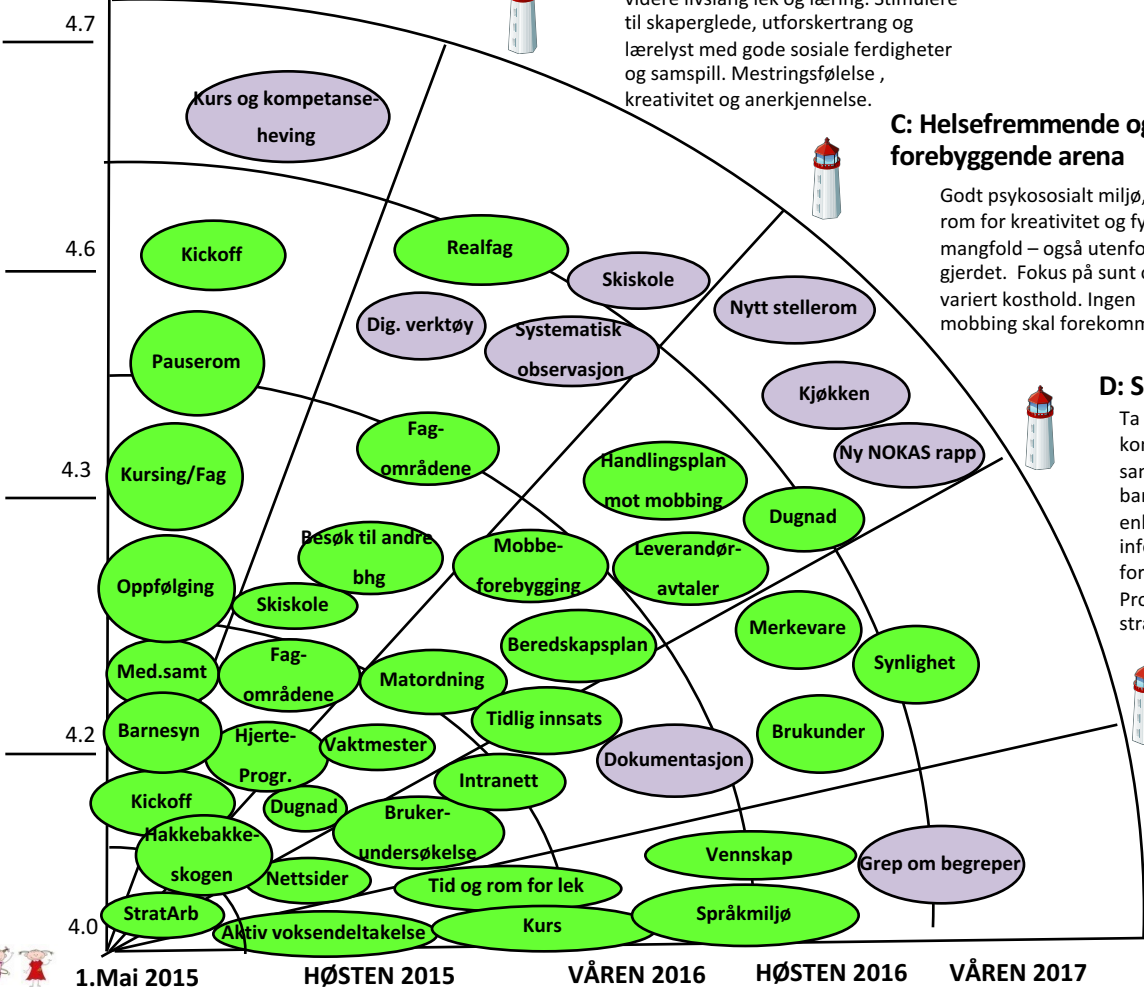 4.7
videre livslang lek og læring. Stimulere
til skaperglede, utforskertrang og
lærelyst med gode sosiale ferdigheter
og samspill. Mestringsfølelse ,
kreativitet og anerkjennelse.
C: Helsefremmende og
forebyggende arena
Godt psykososialt miljø,
rom for kreativitet og fy
mangfold – også utenfo
gjerdet. Fokus på sunt o
variert kosthold. Ingen
mobbing skal forekomm
D: S
Ta
kor
sar
bar
enl
info
for
Pro
stra
Kurs og kompetanse-
heving
4.6
Kickoff
Realfag
Skiskole
Nytt stellerom
Dig. verktøy
Systematisk
observasjon
Pauserom
Kjøkken
Ny NOKAS rapp
4.3
Kursing/Fag
Fag-
områdene
Handlingsplan
mot mobbing
Dugnad
Besøk til andre
bhg
Mobbe-
forebygging
Leverandør-
avtaler
Oppfølging
Skiskole
Merkevare
Synlighet
Beredskapsplan
Med.samt
Fag-
områdene
Matordning
Tidlig innsats
Brukunder
4.2
Barnesyn
Hjerte-
Progr.
Vaktmester
Dokumentasjon
Intranett
Kickoff
Dugnad
Bruker-
undersøkelse
Hakkebakke-
skogen
Nettsider
Vennskap
Grep om begreper
Tid og rom for lek
4.0
StratArb
Aktiv voksendeltakelse
Kurs
Språkmiljø
1.Mai 2015
HØSTEN 2015
VÅREN 2016
HØSTEN 2016
VÅREN 2017